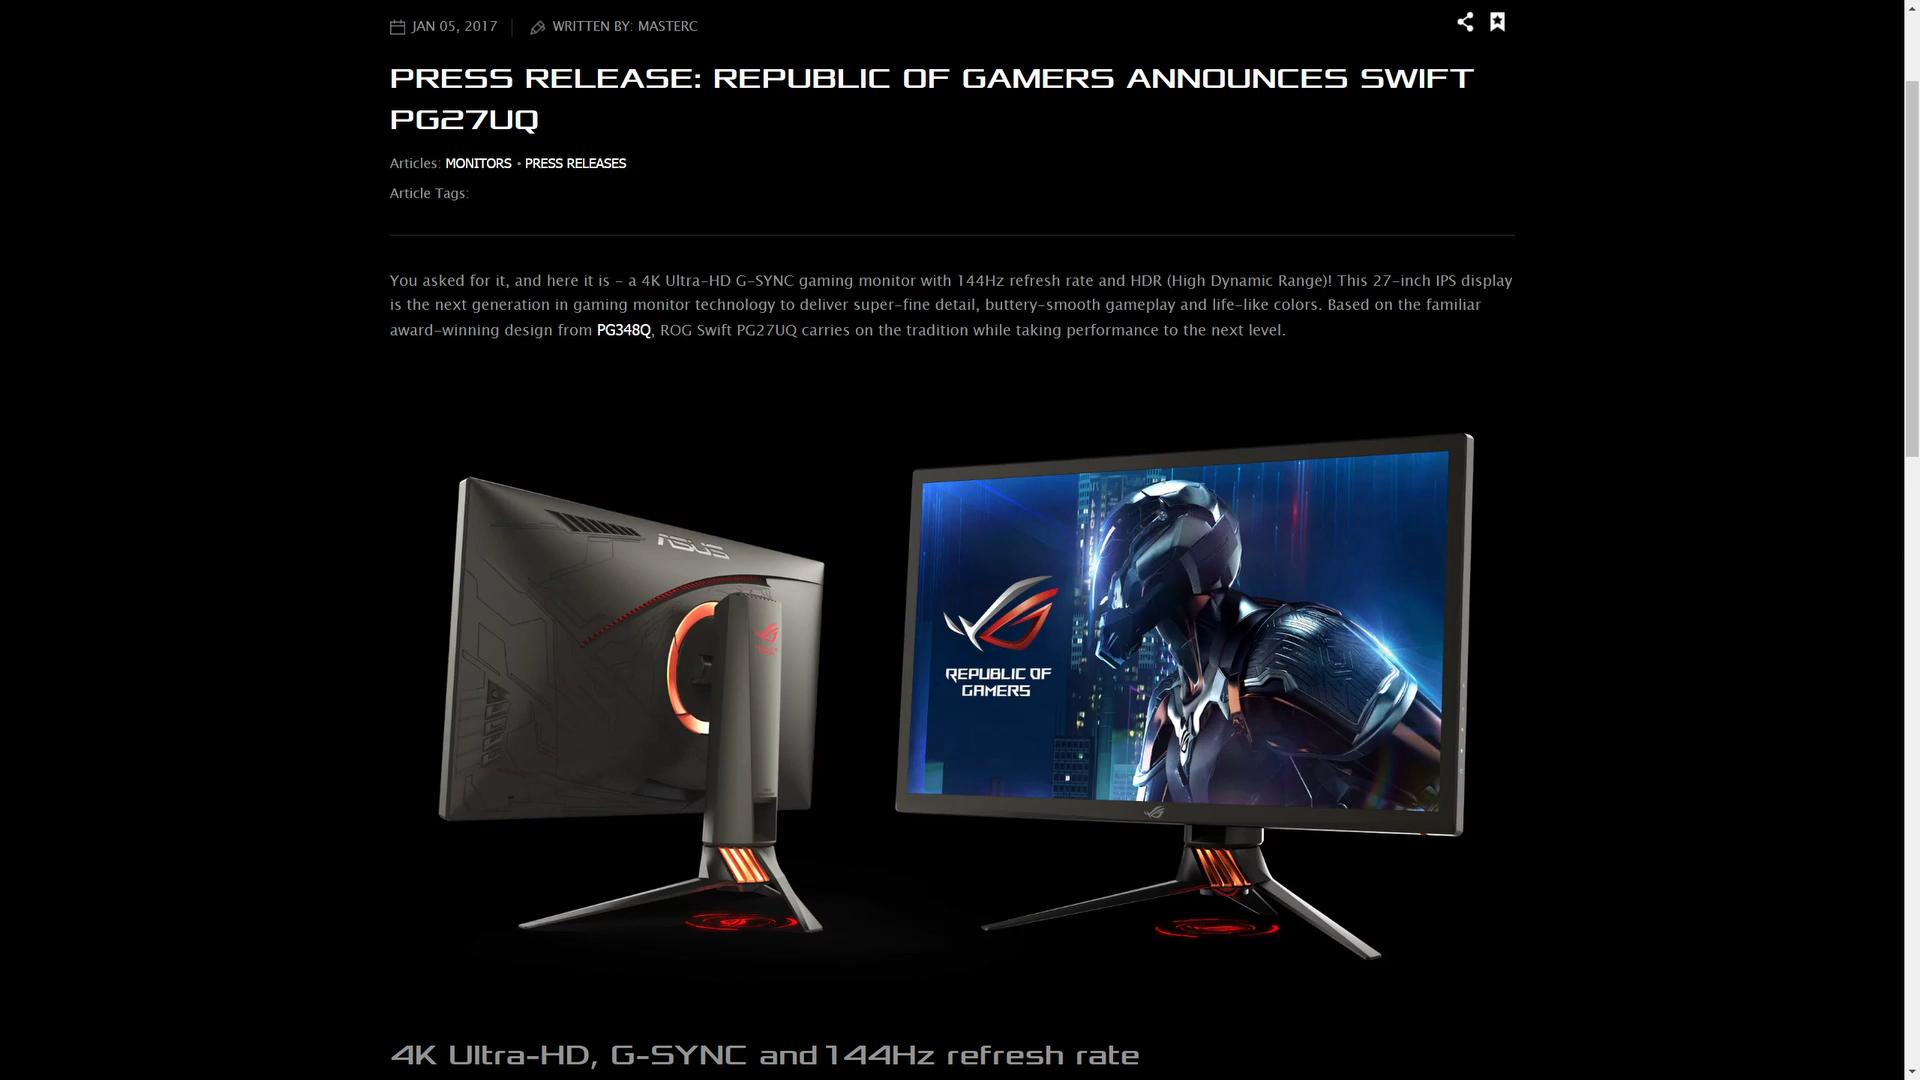 JAN 05, 2017
WRITTEN BY: MASTERC
PRESS RELEASE: REPUBLIC OF GAMERS ANNOUNCES SWIFT
PG27UQ
Articles: MONITORS • PRESS RELEASES
Article Tags:
You asked for it, and here it is – a 4K Ultra-HD G-SYNC gaming monitor with 144Hz refresh rate and HDR (High Dynamic Range)! This 27-inch IPS display
is the next generation in gaming monitor technology to deliver super-fine detail, buttery-smooth gameplay and life-like colors. Based on the familiar
award-winning design from PG348Q, ROG Swift PG27UQ carries on the tradition while taking performance to the next level.
ASUS
REPUBLIC OF
GAMERS
4K Ultra-HD, G-SYNC and 144Hz refresh rate